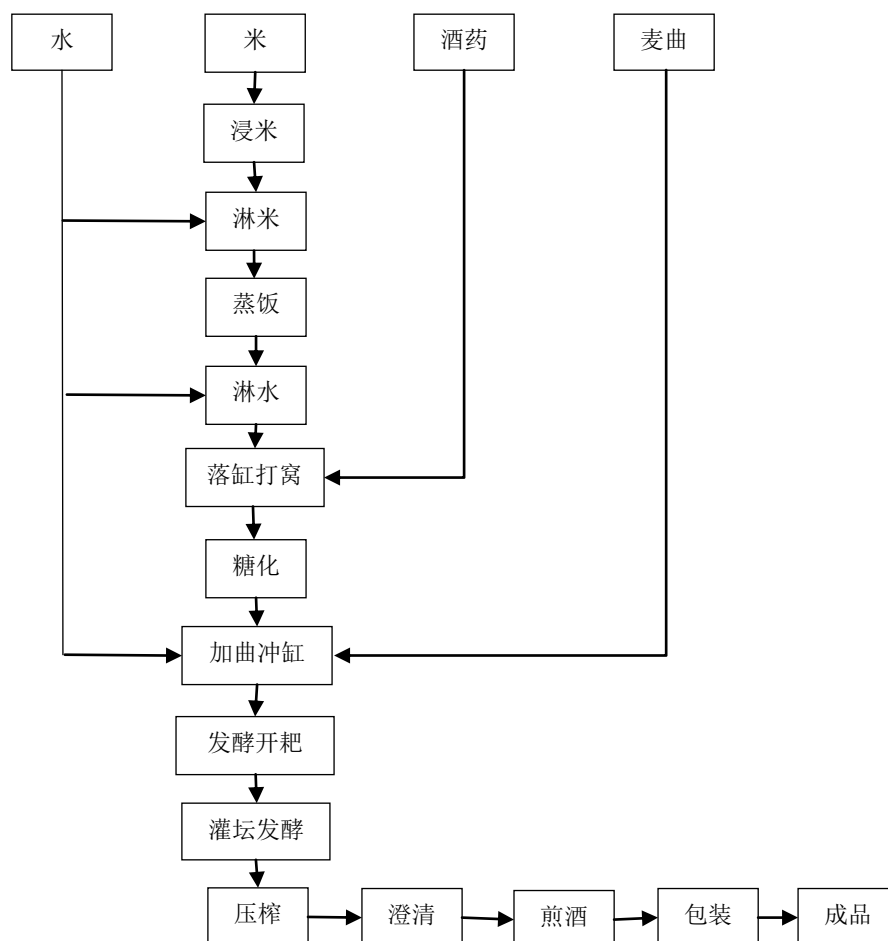 水
米
酒药
麦曲
浸米
淋米
蒸饭
淋水
落缸打窝
糖化
加曲冲缸
发酵开耙
灌坛发酵
压榨
澄清
煎酒
包装
成品